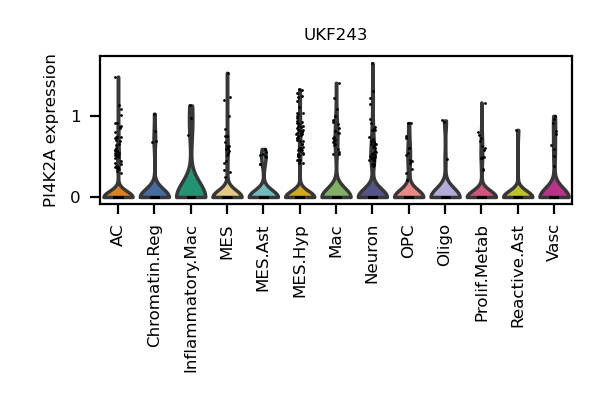 UKF243
PI4K2A expression
1
0
AC
Chromatin.Reg
Inflammatory.Mac
MES
MES.Ast
MES.Hyp
Mac
Neuron
OPC
Oligo
Prolif.Metab
Reactive.Ast
Vasc